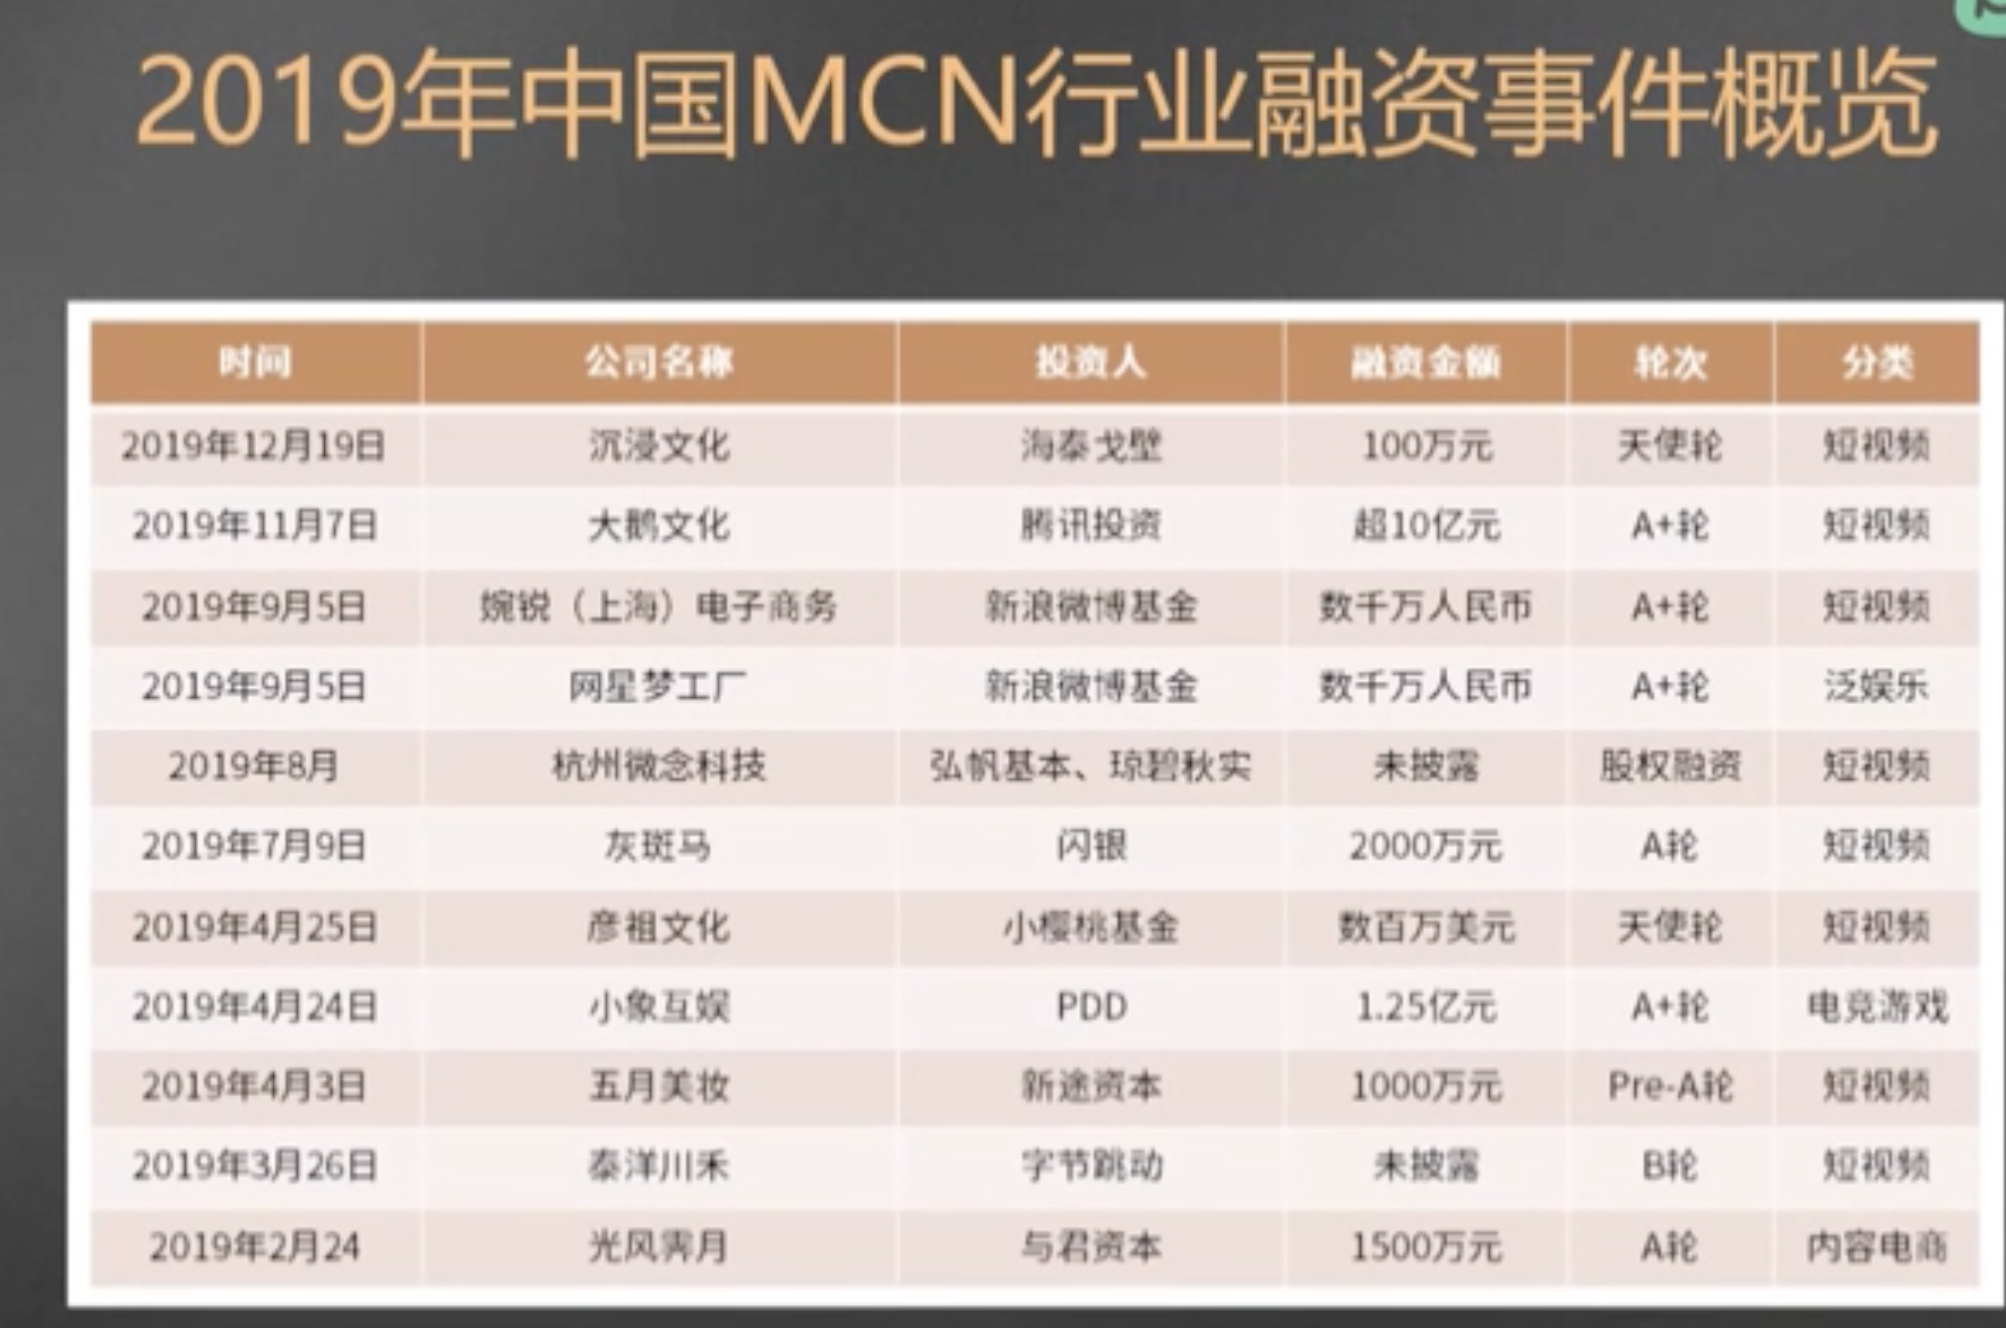 2019年中国MCN行业融资事件概览
时间 公司名称 投资人 融资金额 轮次 分类
2019年12月19日 沉浸文化 海泰戈壁 100万元 天使轮 短视频
2019年11月7日 大鹅文化 腾讯投资 超10亿元 A+轮 短视频
2019年9月5日 婉锐（上海）电子商务 新浪微博基金 数千万人民币 A+轮 短视频
2019年9月5日 网星梦工厂 新浪微博基金 数千万人民币 A+轮 泛娱乐
2019年8月 杭州微念科技 弘帆基本、琼碧秋实 未披露 股权融资 短视频
2019年7月9日 灰斑马 闪银 2000万元 A轮 短视频
2019年4月25日 彦祖文化 小樱桃基金 数百万美元 天使轮 短视频
2019年4月24日 小象互娱 PDD 1.25亿元 A+轮 电竞游戏
2019年4月3日 五月美妆 新途资本 1000万元 Pre-A轮 短视频
2019年3月26日 泰洋川禾 字节跳动 未披露 B轮 短视频
2019年2月24 光风霁月 与君资本 1500万元 A轮 内容电商